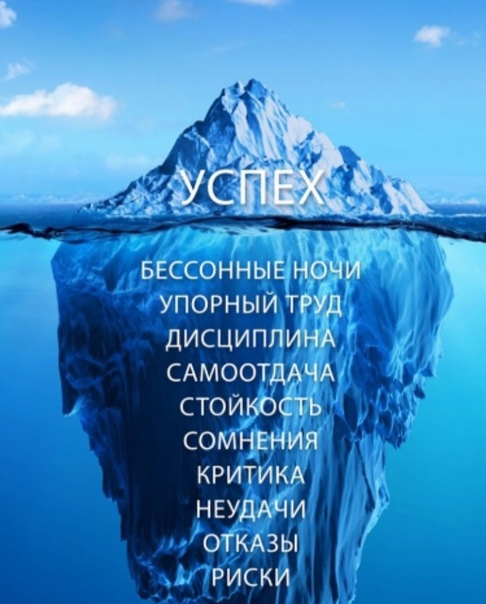 УСПЕХ
БЕССОННЫЕ НОЧИ
УПОРНЫЙ ТРУД
ДИСЦИПЛИНА
САМООТДАЧА
СТОЙКОСТЬ
СОМНЕНИЯ
КРИТИКА
НЕУДАЧИ
ОТКАЗЫ
РИСКИ